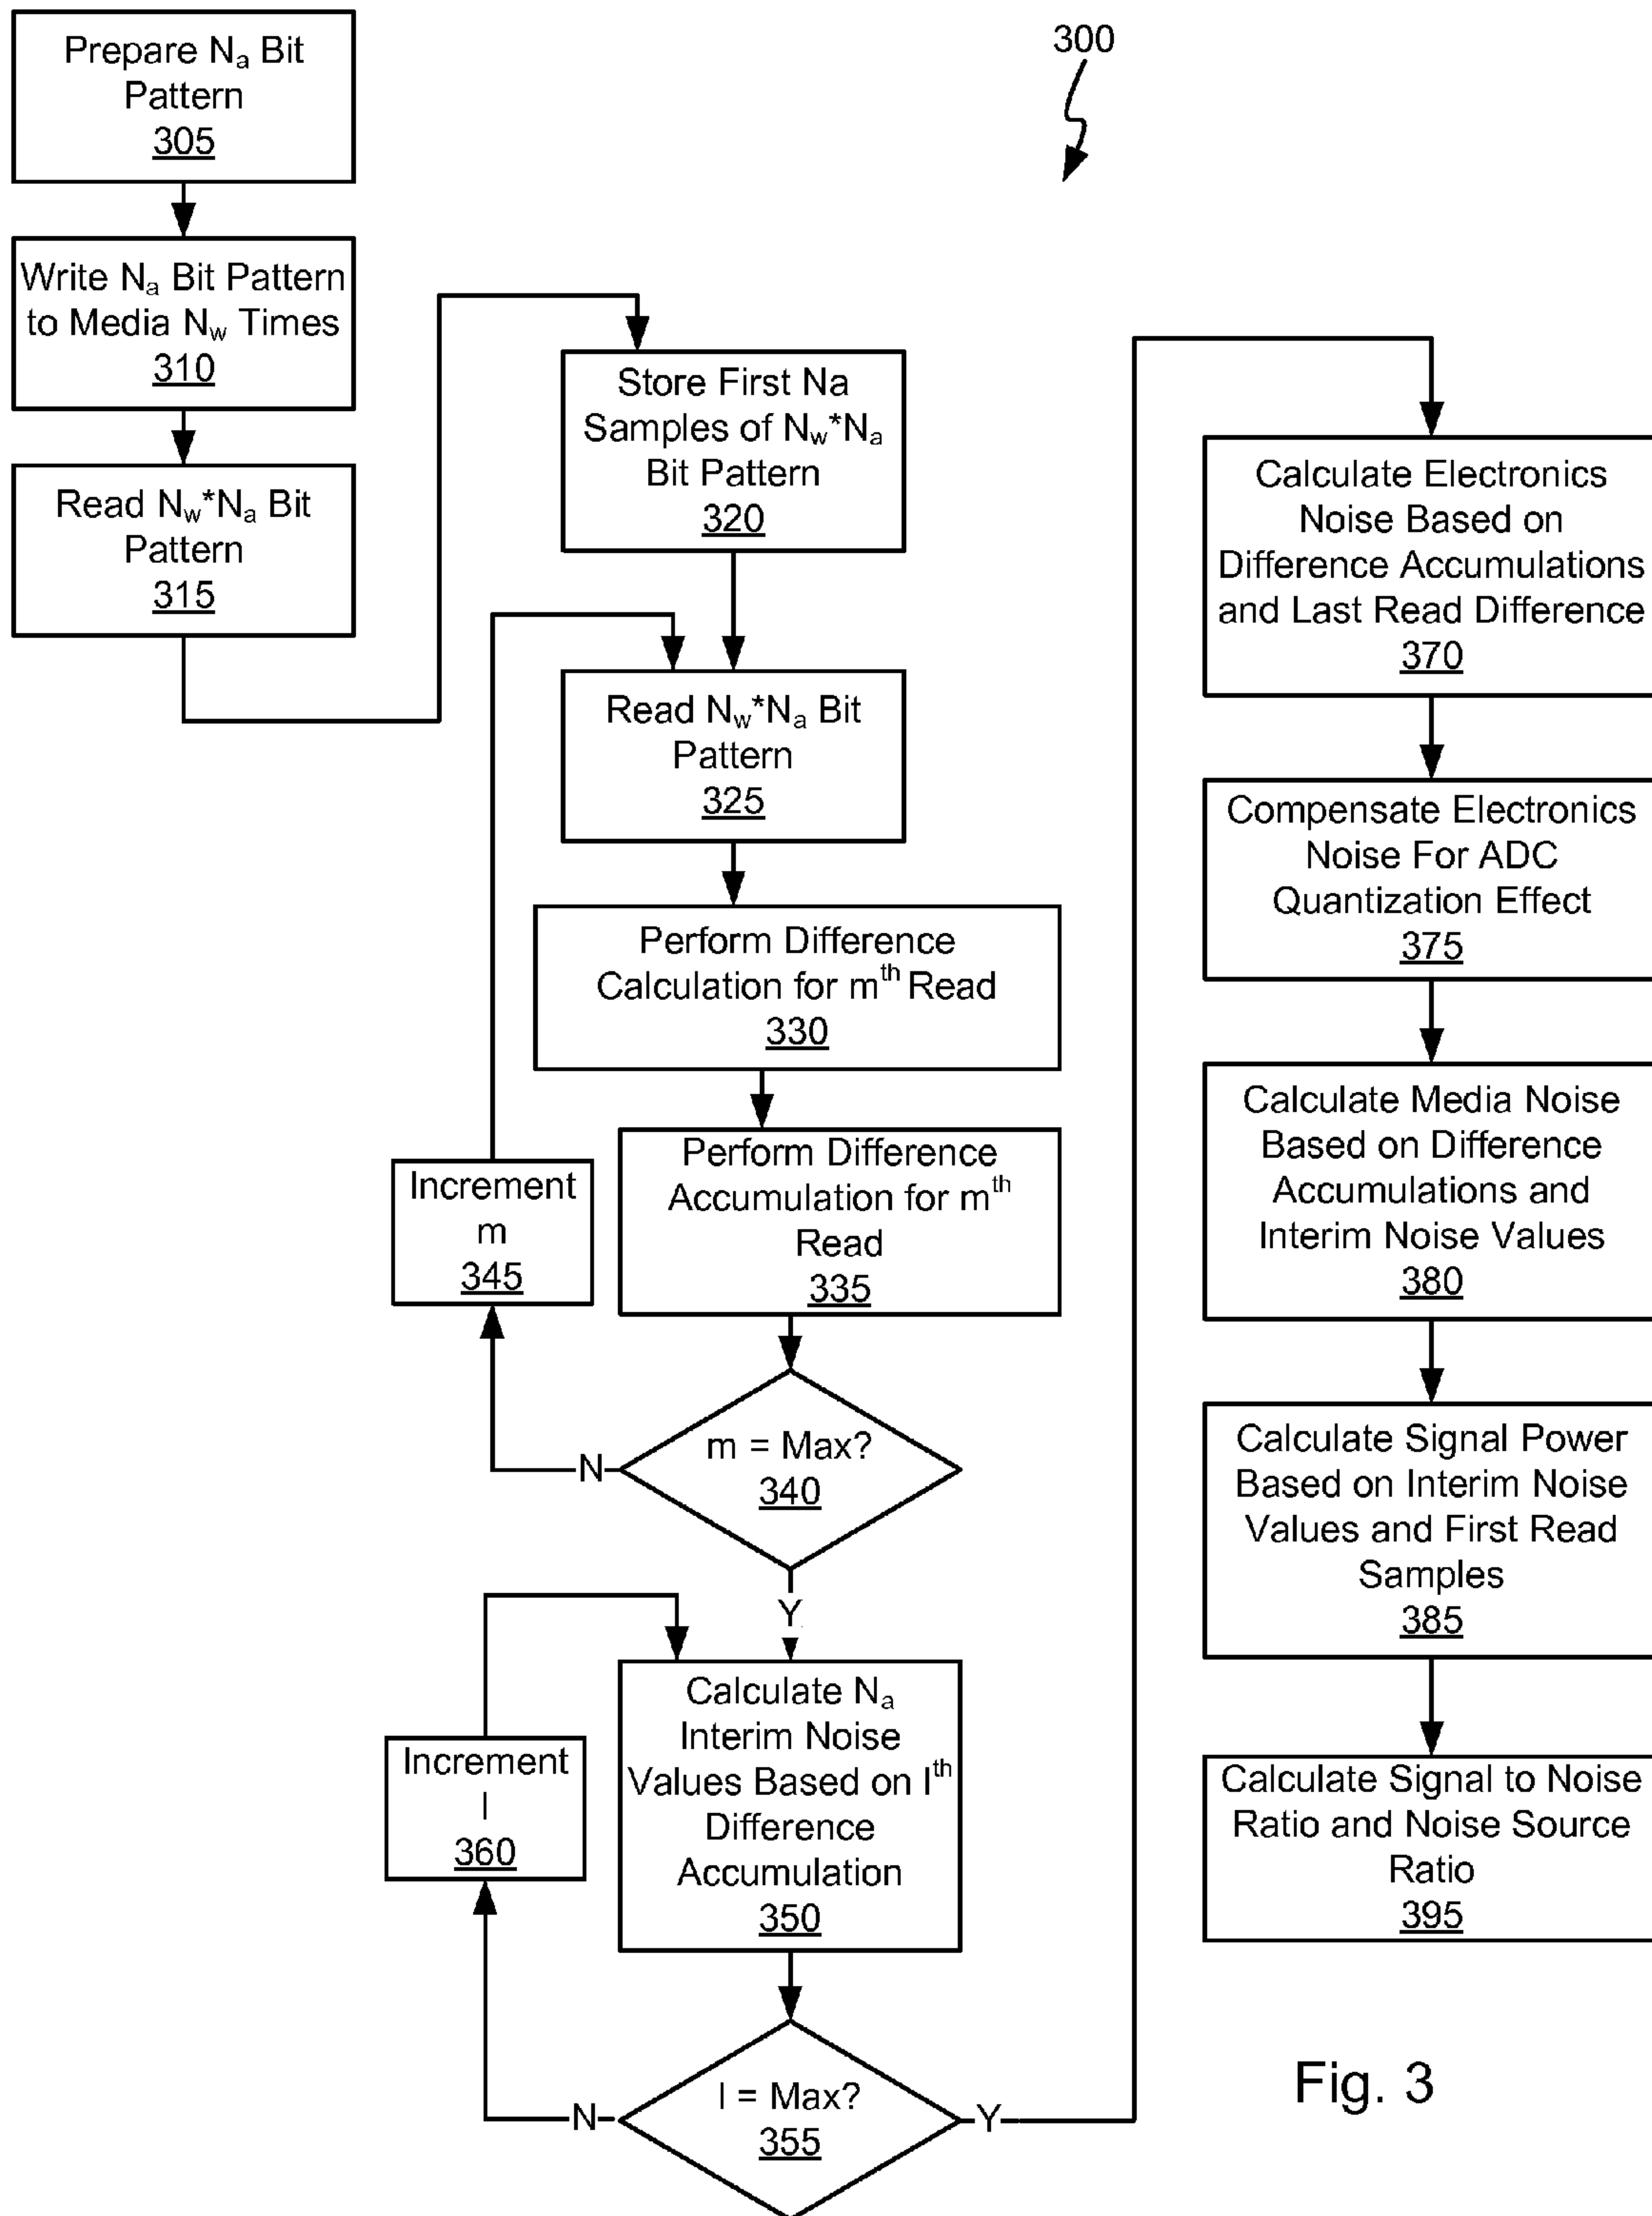 300
Prepare Nₐ Bit
Pattern
305
Write Nₐ Bit Pattern
to Media N_w Times
310
Read N_w*Nₐ Bit
Pattern
315
Store First Na
Samples of N_w*Nₐ
Bit Pattern
320
Read N_w*Nₐ Bit
Pattern
325
Perform Difference
Calculation for mᵗʰ Read
330
Perform Difference
Accumulation for mᵗʰ
Read
335
Increment
m
345
m = Max?
340
N
Y
Calculate Nₐ
Interim Noise
Values Based on lᵗʰ
Difference
Accumulation
350
Increment
l
360
l = Max?
355
N
Y
Calculate Electronics
Noise Based on
Difference Accumulations
and Last Read Difference
370
Compensate Electronics
Noise For ADC
Quantization Effect
375
Calculate Media Noise
Based on Difference
Accumulations and
Interim Noise Values
380
Calculate Signal Power
Based on Interim Noise
Values and First Read
Samples
385
Calculate Signal to Noise
Ratio and Noise Source
Ratio
395
Fig. 3